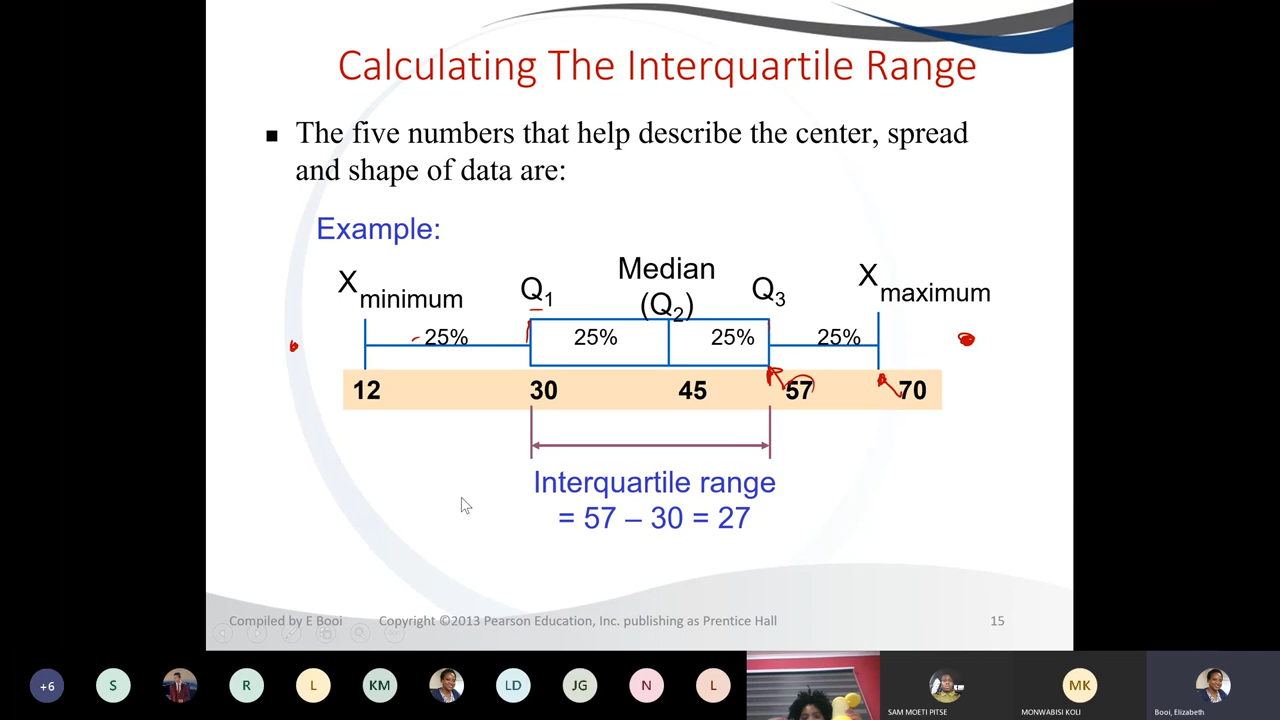 Calculating The Interquartile Range
▪ The five numbers that help describe the center, spread
and shape of data are:
Example:
Xminimum Q1 Median (Q2) Q3 Xmaximum
25% 25% 25% 25%
12 30 45 57 70
Interquartile range
= 57 – 30 = 27
Compiled by E Booi Copyright ©2013 Pearson Education, Inc. publishing as Prentice Hall 15
+6 S R L KM LD JG N L MK
SAM MOETI PITSE MONWABISI KOLI Booi, Elizabeth